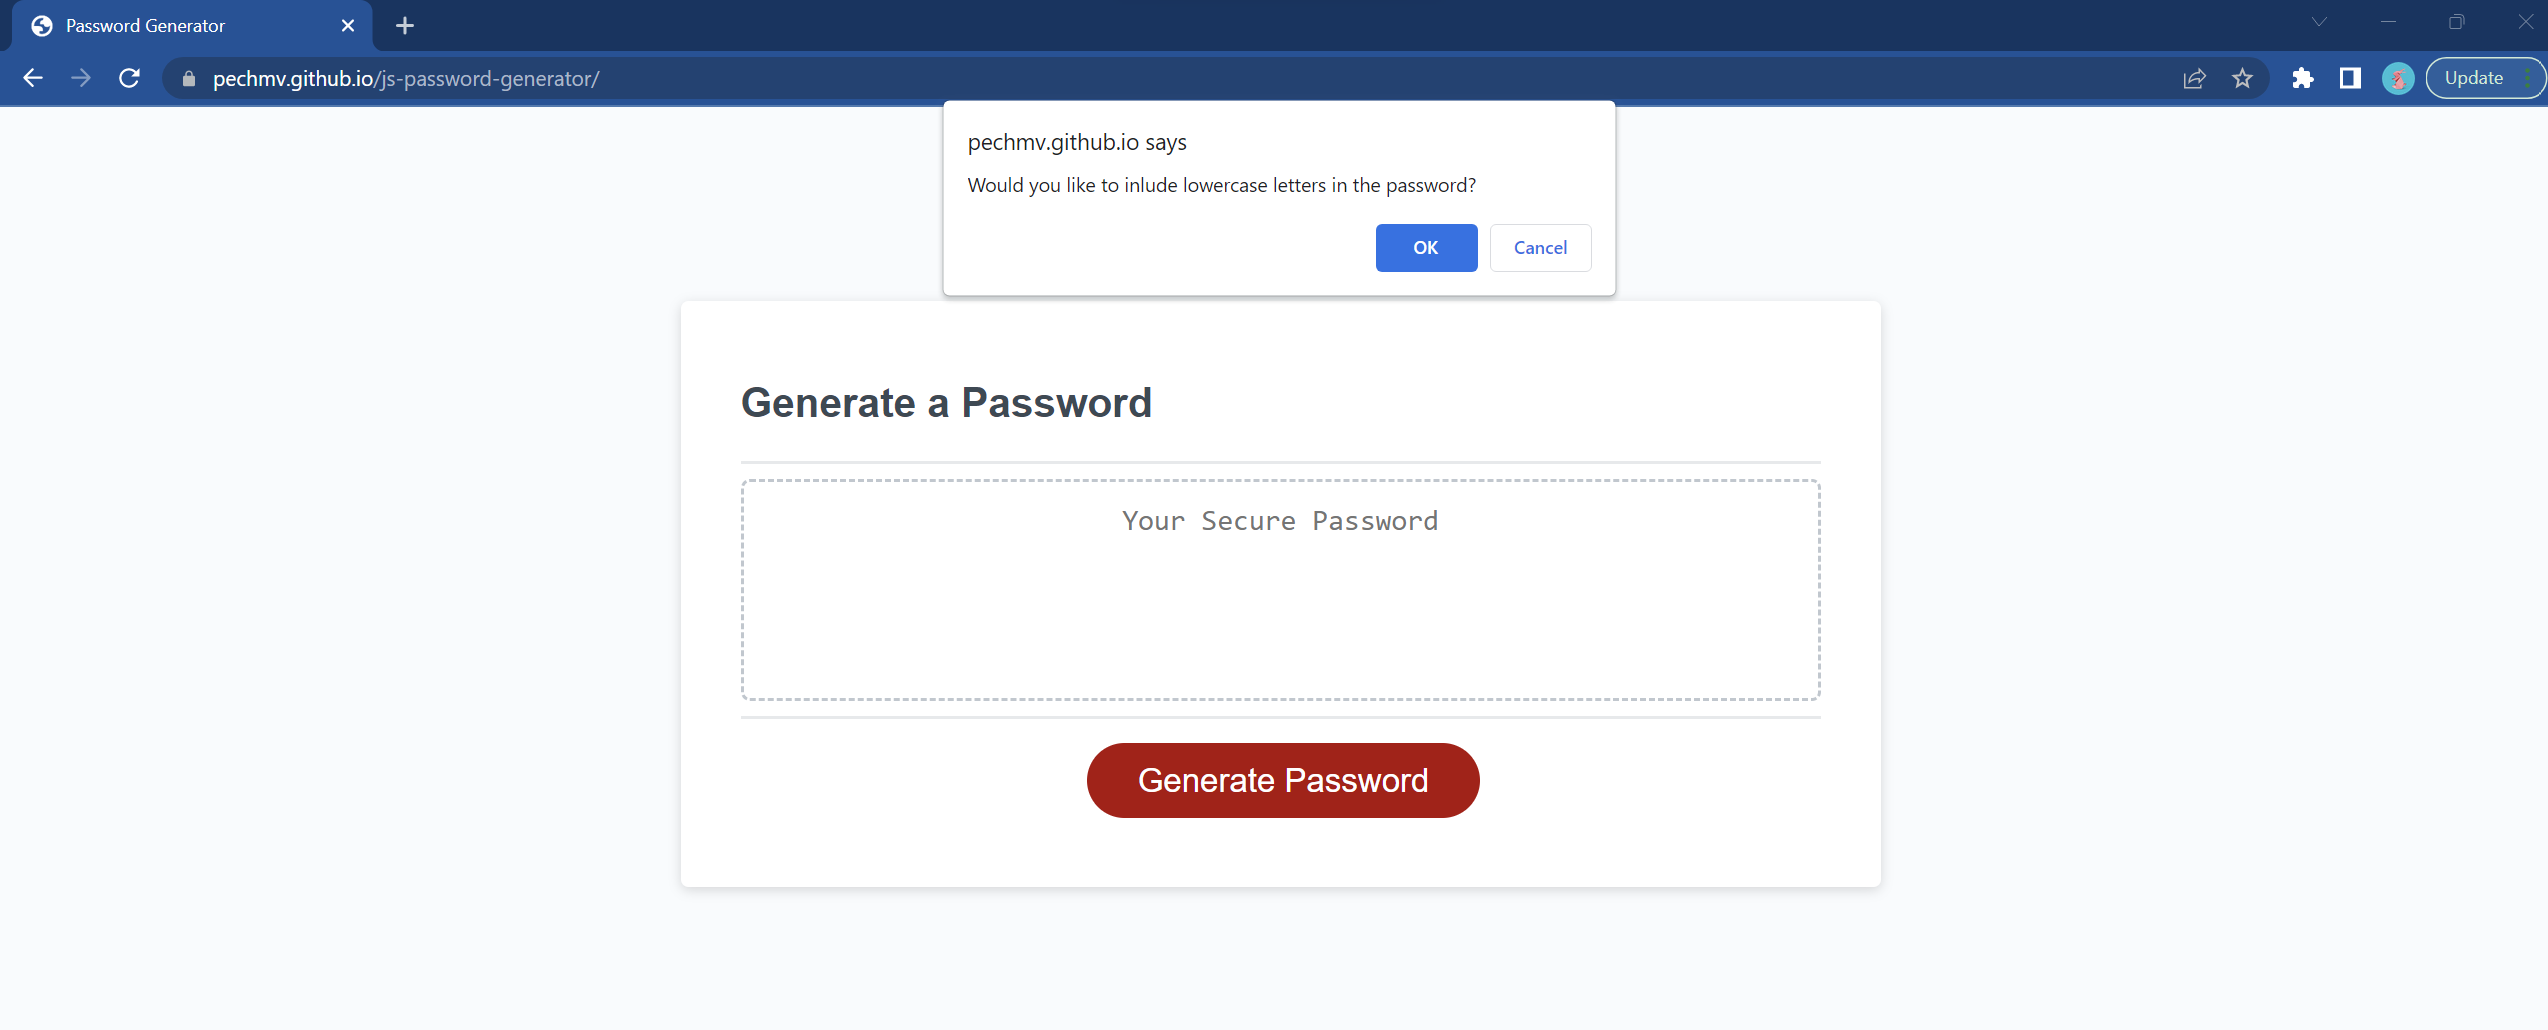 Password Generator
pechmv.github.io/js-password-generator/
Update
pechmv.github.io says
Would you like to inlude lowercase letters in the password?
OK
Cancel
Generate a Password
Your Secure Password
Generate Password